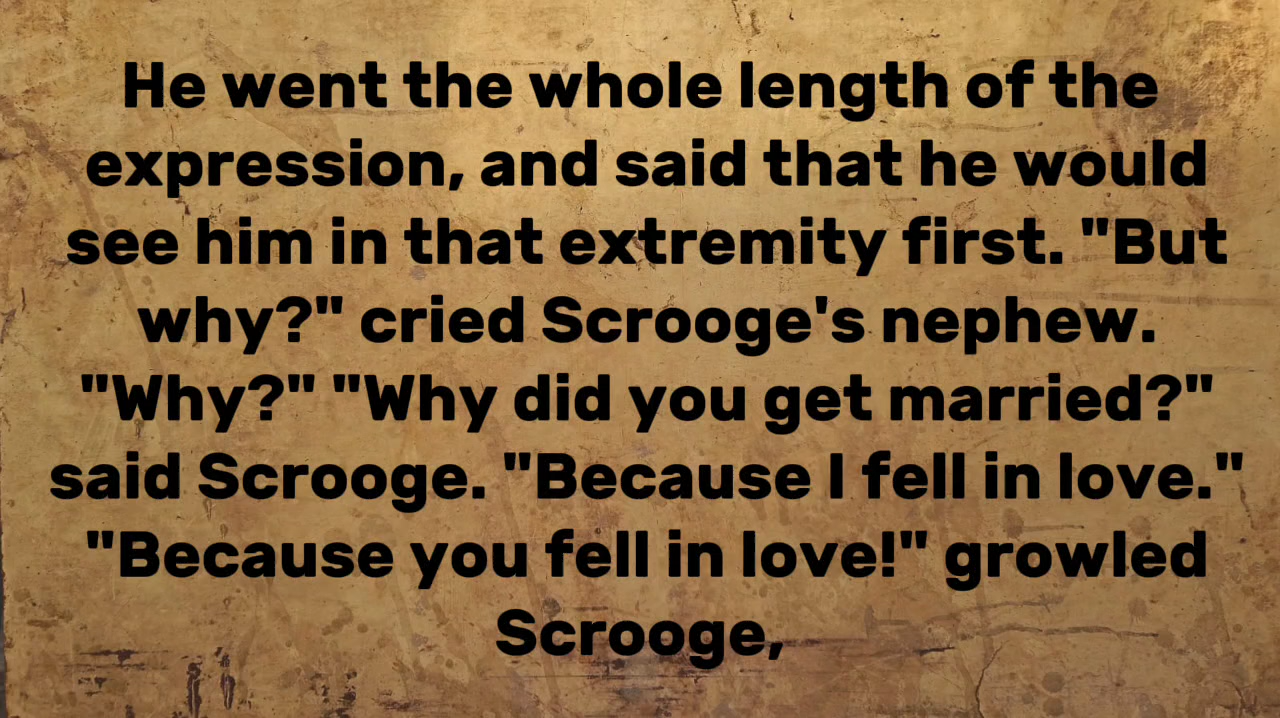 He went the whole length of the
expression, and said that he would
see him in that extremity first. "But
why?" cried Scrooge's nephew.
"Why?" "Why did you get married?"
said Scrooge. "Because I fell in love."
"Because you fell in love!" growled
Scrooge,